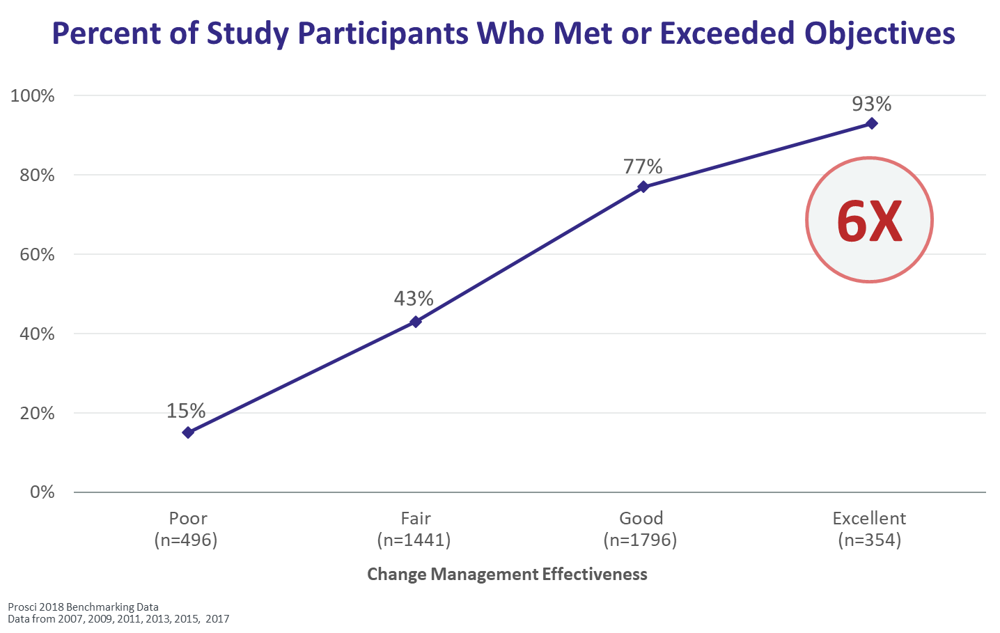 Percent of Study Participants Who Met or Exceeded Objectives
100%
93%
80%
77%
6X
60%
43%
40%
20%
15%
0%
Poor
(n=496)
Fair
(n=1441)
Good
(n=1796)
Excellent
(n=354)
Change Management Effectiveness
Prosci 2018 Benchmarking Data
Data from 2007, 2009, 2011, 2013, 2015,  2017